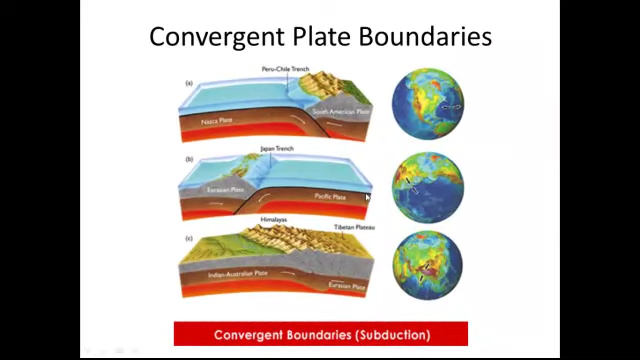 Convergent Plate Boundaries
Peru-Chile Trench
(a)
South American Plate
Nazca Plate
(b)
Japan Trench
Eurasian Plate
Pacific Plate
Himalayas
Tibetan Plateau
(c)
Indian-Australian Plate
Eurasian Plate
Convergent Boundaries (Subduction)